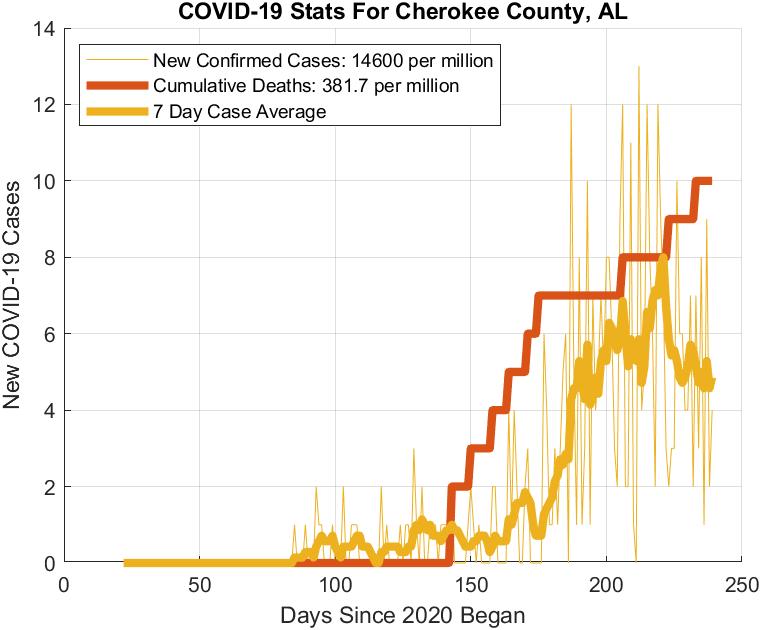 COVID-19 Stats For Cherokee County, AL
14
12
10
8
6
4
2
0
New COVID-19 Cases
New Confirmed Cases: 14600 per million
Cumulative Deaths: 381.7 per million
7 Day Case Average
0 50 100 150 200 250
Days Since 2020 Began